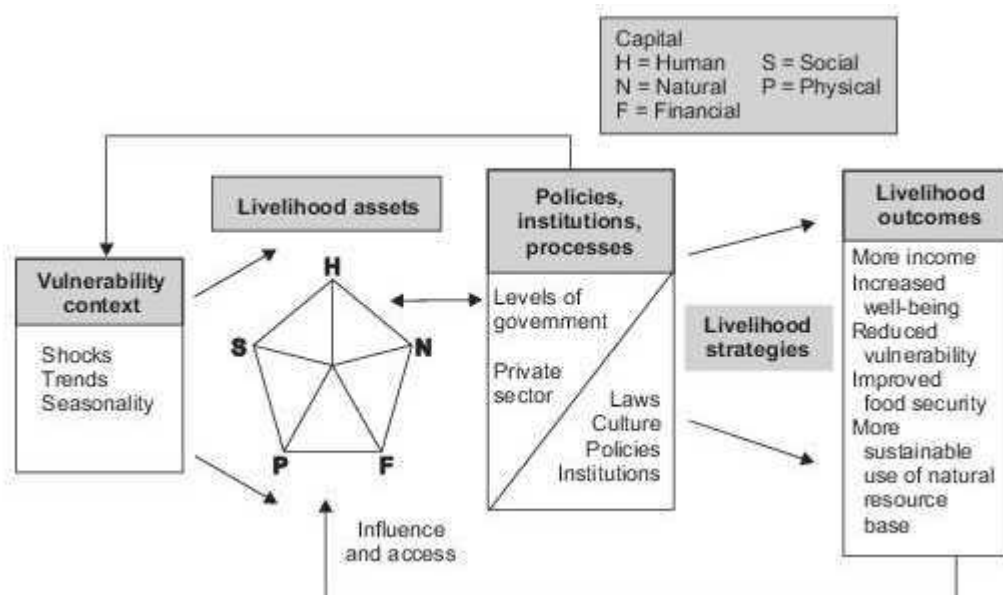 Capital
H = Human S = Social
N = Natural P = Physical
F = Financial
Livelihood assets
Policies,
institutions,
processes
Livelihood
outcomes
Vulnerability
context
Shocks
Trends
Seasonality
H
S
N
P
F
Influence
and access
Levels of
government
Private
sector
Laws
Culture
Policies
Institutions
Livelihood
strategies
More income
Increased
well-being
Reduced
vulnerability
Improved
food security
More
sustainable
use of natural
resource
base